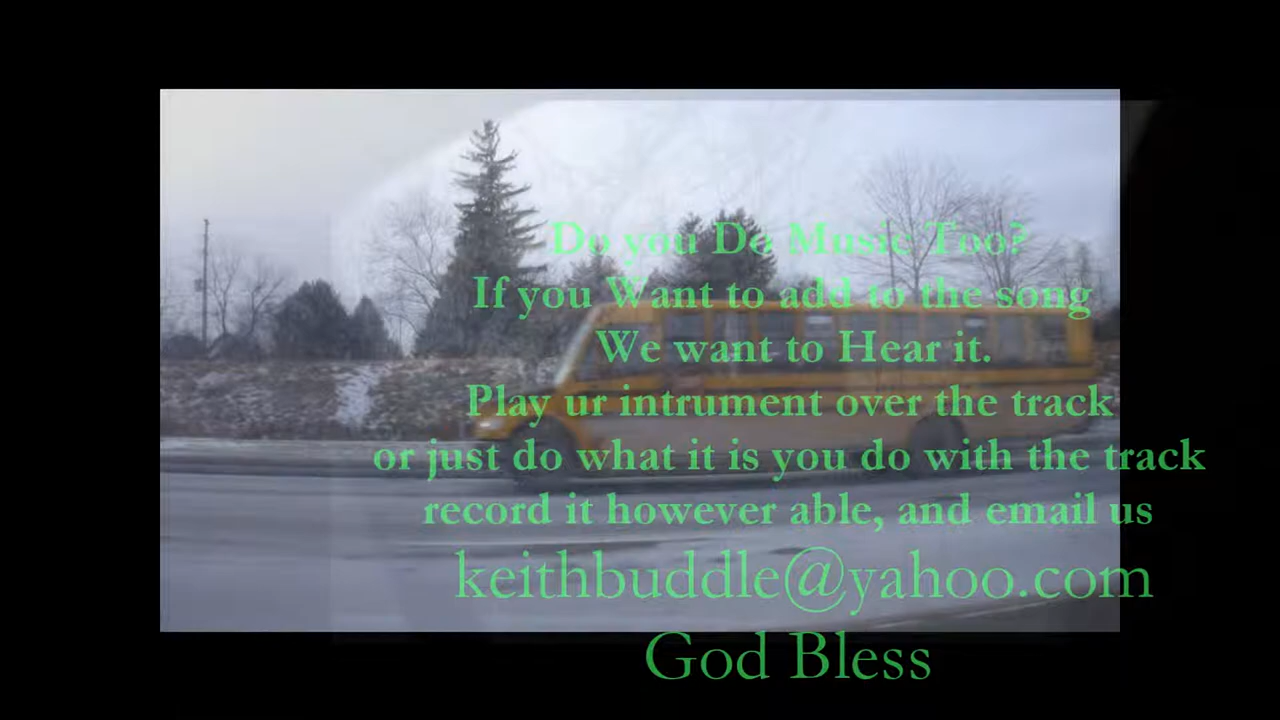 Do you Do Music Too?
If you Want to add to the song
We want to Hear it.
Play ur intrument over the track
or just do what it is you do with the track
record it however able, and email us
keithbuddle@yahoo.com
God Bless